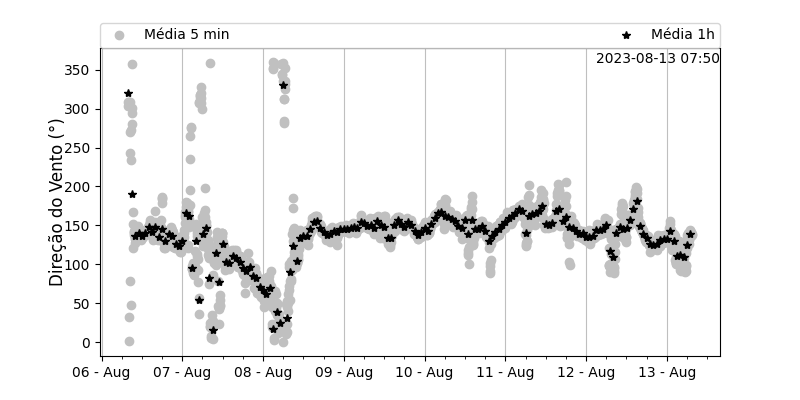 Média 5 min
Média 1h
2023-08-13 07:50
Direção do Vento (°)
350
300
250
200
150
100
50
0
06 - Aug
07 - Aug
08 - Aug
09 - Aug
10 - Aug
11 - Aug
12 - Aug
13 - Aug